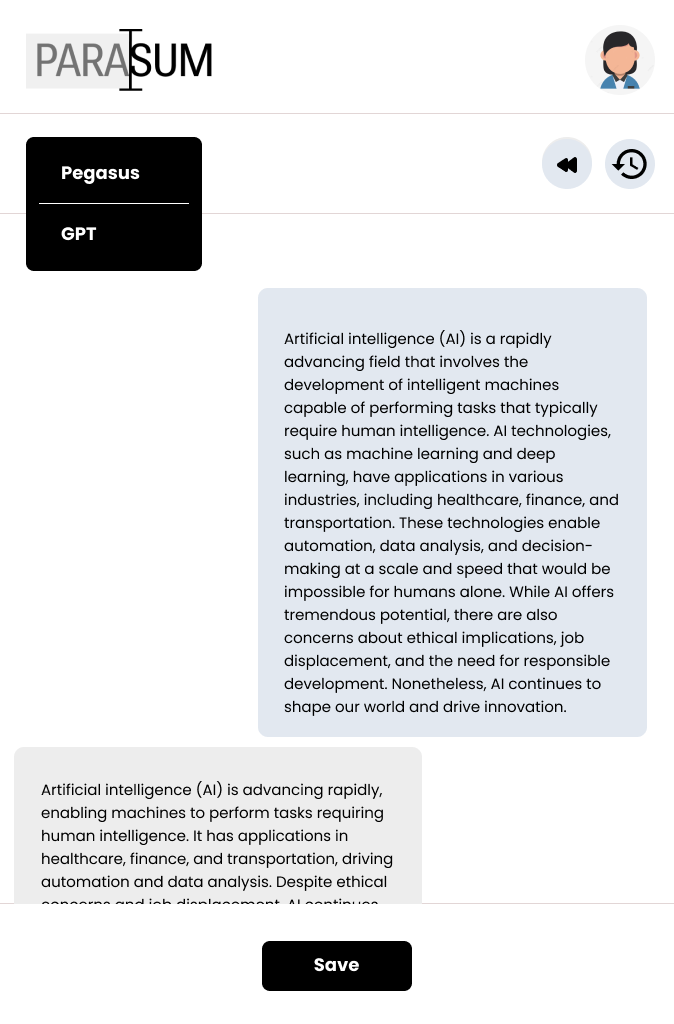 PARASUM
Pegasus
GPT
Artificial intelligence (AI) is a rapidly
advancing field that involves the
development of intelligent machines
capable of performing tasks that typically
require human intelligence. AI technologies,
such as machine learning and deep
learning, have applications in various
industries, including healthcare, finance, and
transportation. These technologies enable
automation, data analysis, and decision-
making at a scale and speed that would be
impossible for humans alone. While AI offers
tremendous potential, there are also
concerns about ethical implications, job
displacement, and the need for responsible
development. Nonetheless, AI continues to
shape our world and drive innovation.
Artificial intelligence (AI) is advancing rapidly,
enabling machines to perform tasks requiring
human intelligence. It has applications in
healthcare, finance, and transportation, driving
automation and data analysis. Despite ethical
concerns and job displacement, AI continues
Save